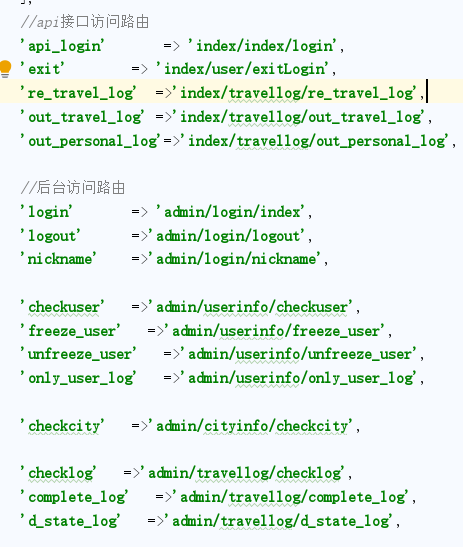 ],
//api接口访问路由
'api_login'       => 'index/index/login',
'exit'       => 'index/user/exitLogin',
're_travel_log'  =>'index/travellog/re_travel_log',
'out_travel_log' =>'index/travellog/out_travel_log',
'out_personal_log'=>'index/travellog/out_personal_log',
//后台访问路由
'login'       => 'admin/login/index',
'logout'      =>'admin/login/logout',
'nickname'    =>'admin/login/nickname',
'checkuser'   =>'admin/userinfo/checkuser',
'freeze_user'   =>'admin/userinfo/freeze_user',
'unfreeze_user'   =>'admin/userinfo/unfreeze_user',
'only_user_log'   =>'admin/userinfo/only_user_log',
'checkcity'   =>'admin/cityinfo/checkcity',
'checklog'   =>'admin/travellog/checklog',
'complete_log'   =>'admin/travellog/complete_log',
'd_state_log'   =>'admin/travellog/d_state_log',